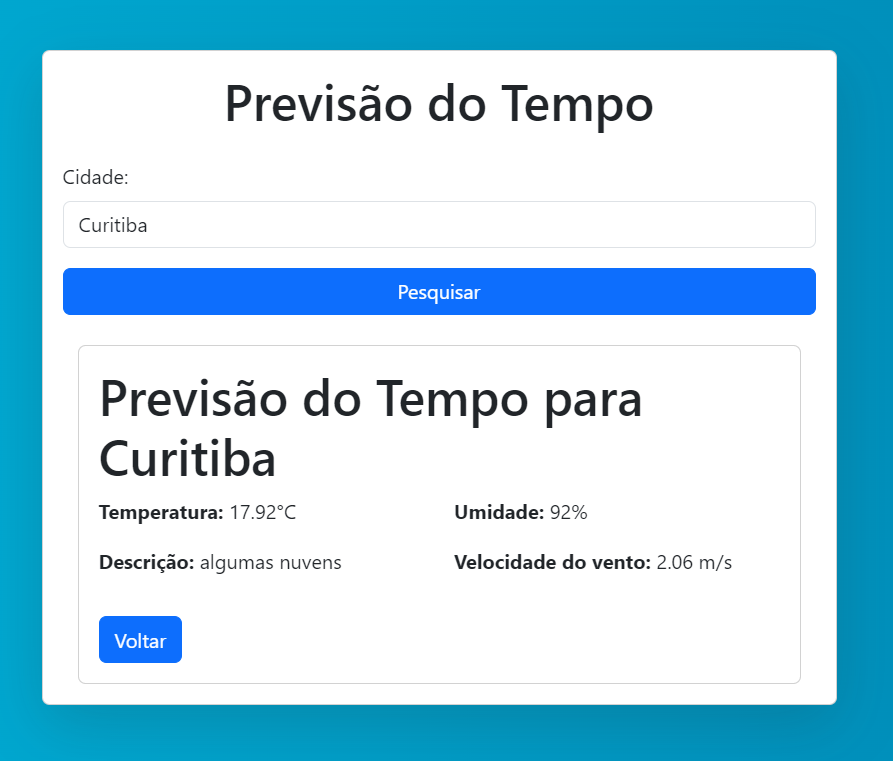 Previsão do Tempo
Cidade:
Curitiba
Pesquisar
Previsão do Tempo para
Curitiba
Temperatura: 17.92°C
Umidade: 92%
Descrição: algumas nuvens
Velocidade do vento: 2.06 m/s
Voltar